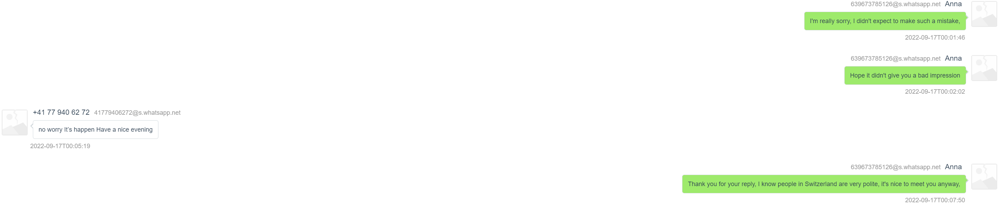 639673785126@s.whatsapp.net Anna
I'm really sorry, I didn't expect to make such a mistake,
2022-09-17T00:01:46
639673785126@s.whatsapp.net Anna
Hope it didn't give you a bad impression
2022-09-17T00:02:02
+41 77 940 62 72 41779406272@s.whatsapp.net
no worry It's happen Have a nice evening
2022-09-17T00:05:19
639673785126@s.whatsapp.net Anna
Thank you for your reply, I know people in Switzerland are very polite, it's nice to meet you anyway,
2022-09-17T00:07:50